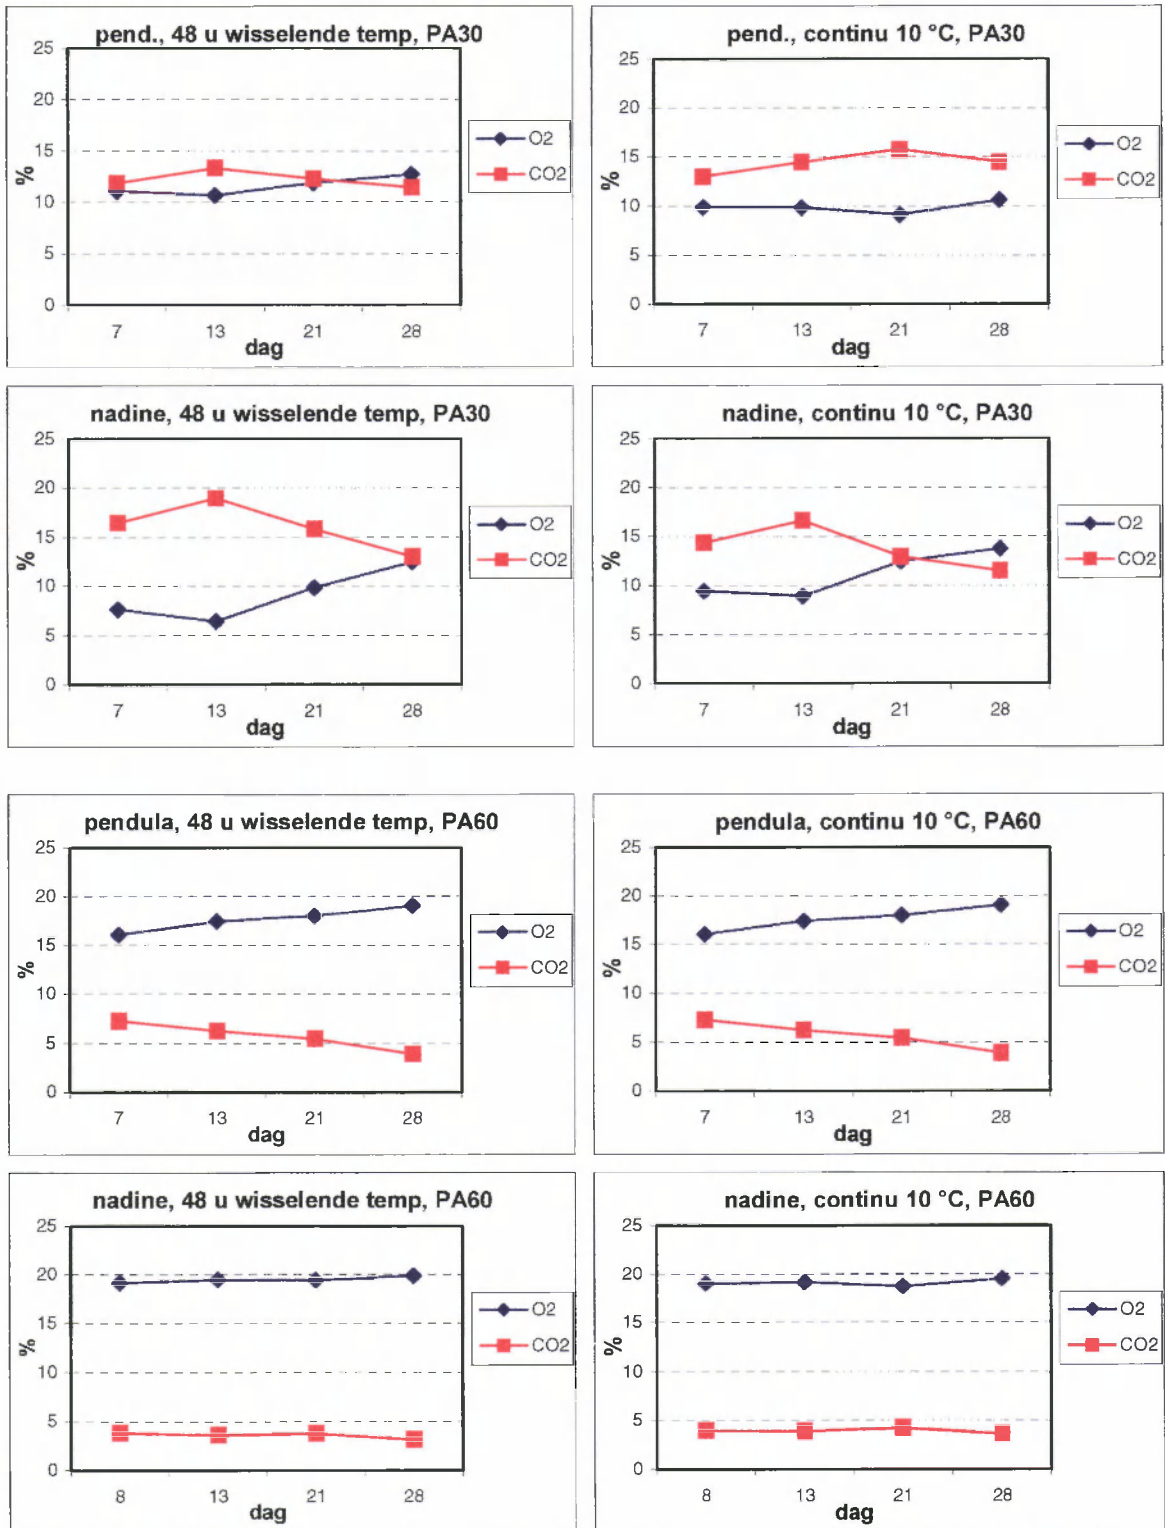 pend., 48 u wisselende temp, PA30
25
20
15
10
5
0
%
7 13 21 28
dag
O2
CO2
pend., continu 10 °C, PA30
25
20
15
10
5
0
%
7 13 21 28
dag
O2
CO2
nadine, 48 u wisselende temp, PA30
25
20
15
10
5
0
%
7 13 21 28
dag
O2
CO2
nadine, continu 10 °C, PA30
25
20
15
10
5
0
%
7 13 21 28
dag
O2
CO2
pendula, 48 u wisselende temp, PA60
25
20
15
10
5
0
%
7 13 21 28
dag
O2
CO2
pendula, continu 10 °C, PA60
25
20
15
10
5
0
%
7 13 21 28
dag
O2
CO2
nadine, 48 u wisselende temp, PA60
25
20
15
10
5
0
%
8 13 21 28
dag
O2
CO2
nadine, continu 10 °C, PA60
25
20
15
10
5
0
%
8 13 21 28
dag
O2
CO2